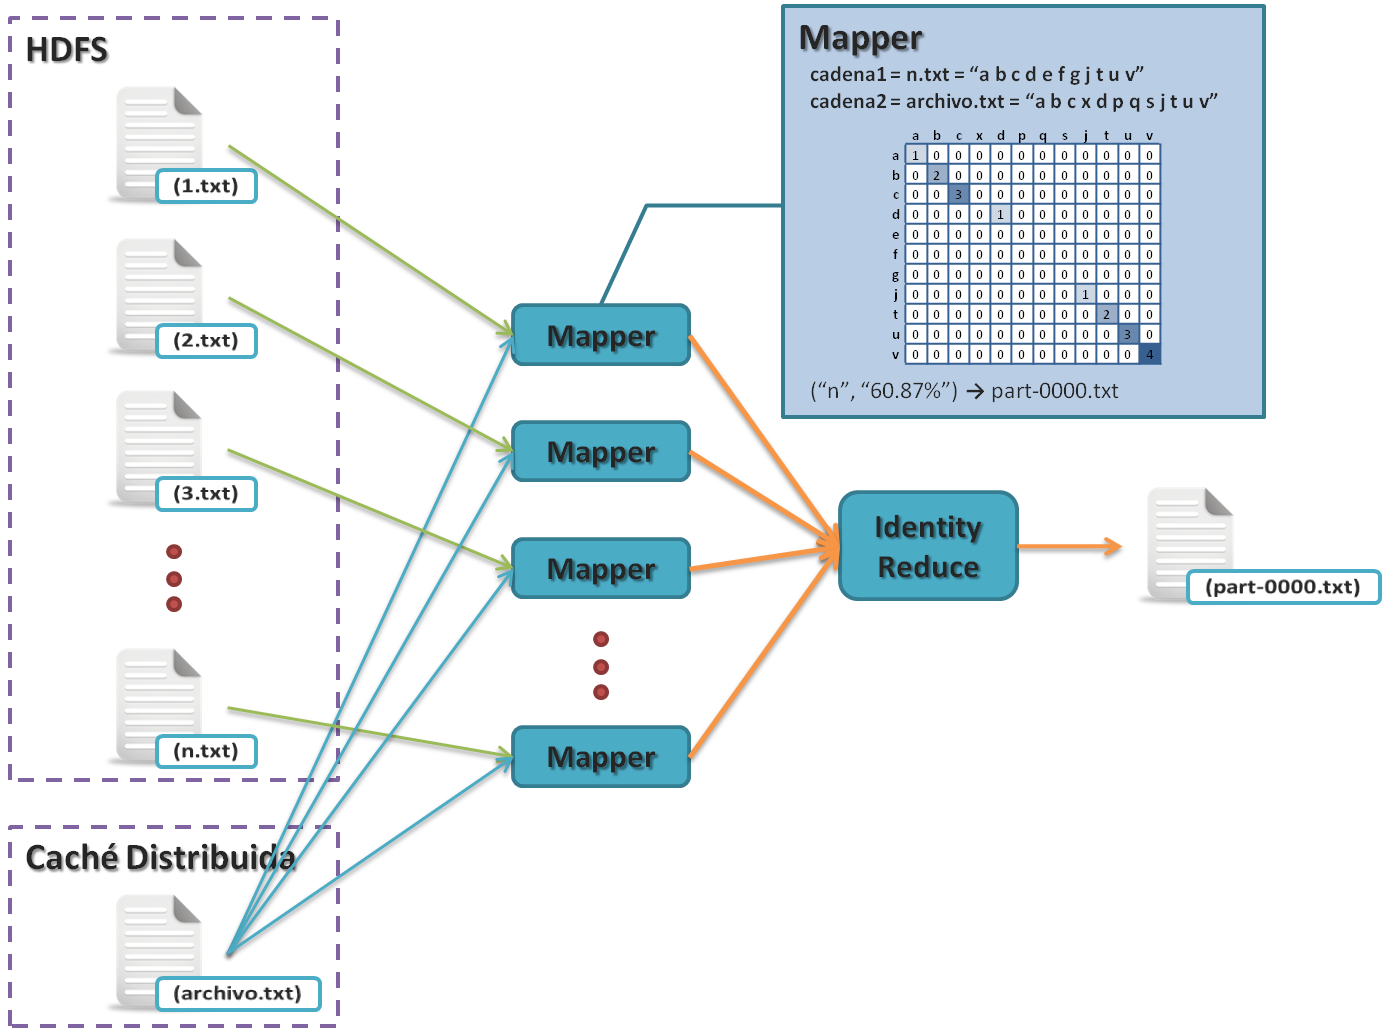 HDFS
(1.txt)
(2.txt)
(3.txt)
(n.txt)
Caché Distribuida
(archivo.txt)
Mapper
Mapper
Mapper
Mapper
Mapper
cadena1 = n.txt = “a b c d e f g j t u v”
cadena2 = archivo.txt = “a b c x d p q s j t u v”
a b c x d p q s j t u v
a 1 0 0 0 0 0 0 0 0 0 0 0
b 0 2 0 0 0 0 0 0 0 0 0 0
c 0 0 3 0 0 0 0 0 0 0 0 0
d 0 0 0 0 1 0 0 0 0 0 0 0
e 0 0 0 0 0 0 0 0 0 0 0 0
f 0 0 0 0 0 0 0 0 0 0 0 0
g 0 0 0 0 0 0 0 0 0 0 0 0
j 0 0 0 0 0 0 0 0 1 0 0 0
t 0 0 0 0 0 0 0 0 0 2 0 0
u 0 0 0 0 0 0 0 0 0 0 3 0
v 0 0 0 0 0 0 0 0 0 0 0 4
(“n”, “60.87%”) → part-0000.txt
Identity
Reduce
(part-0000.txt)